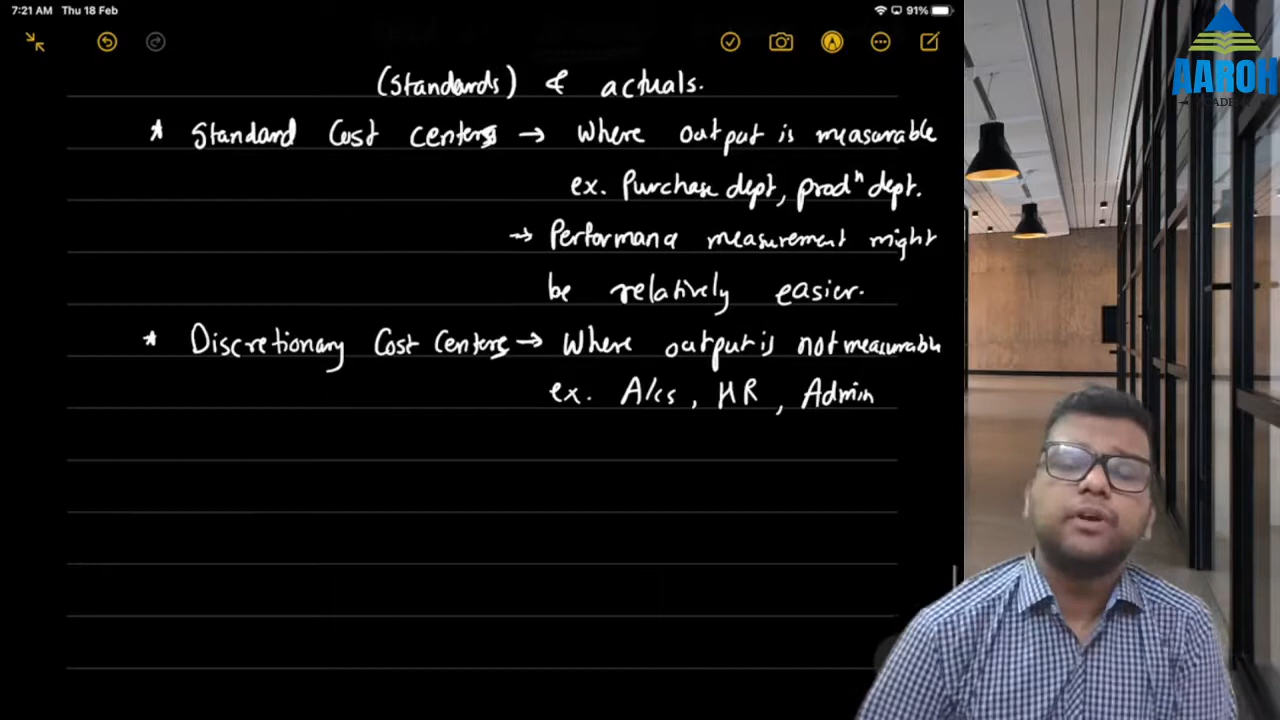 7:21 AM Thu 18 Feb
91%
(Standards) & actuals.
* Standard Cost centers → Where output is measurable
ex. Purchase dept, prodⁿ dept.
→ Performance measurement might
be relatively easier.
* Discretionary Cost Centers → Where output is not measurable
ex. A/cs, HR, Admin
AAROH
ACADEMY